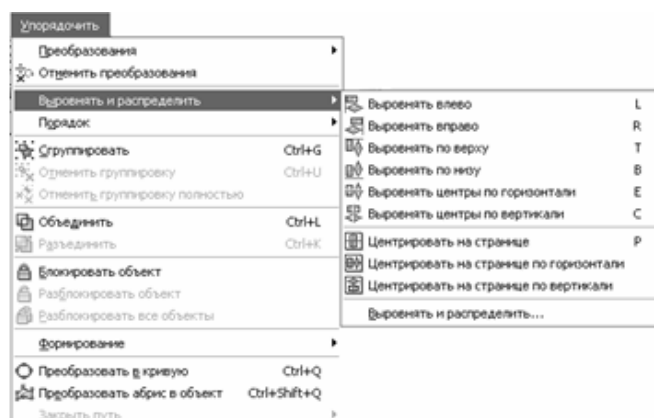 Упорядочить
Преобразования
Отменить преобразования
Выровнять и распределить
Порядок
Сгруппировать Ctrl+G
Отменить группировку Ctrl+U
Отменить группировку полностью
Объединить Ctrl+L
Разъединить Ctrl+K
Блокировать объект
Разблокировать объект
Разблокировать все объекты
Формирование
Преобразовать в кривую Ctrl+Q
Преобразовать абрис в объект Ctrl+Shift+Q
Закрыть путь
Выровнять влево L
Выровнять вправо R
Выровнять по верху T
Выровнять по низу B
Выровнять центры по горизонтали E
Выровнять центры по вертикали C
Центрировать на странице P
Центрировать на странице по горизонтали
Центрировать на странице по вертикали
Выровнять и распределить...